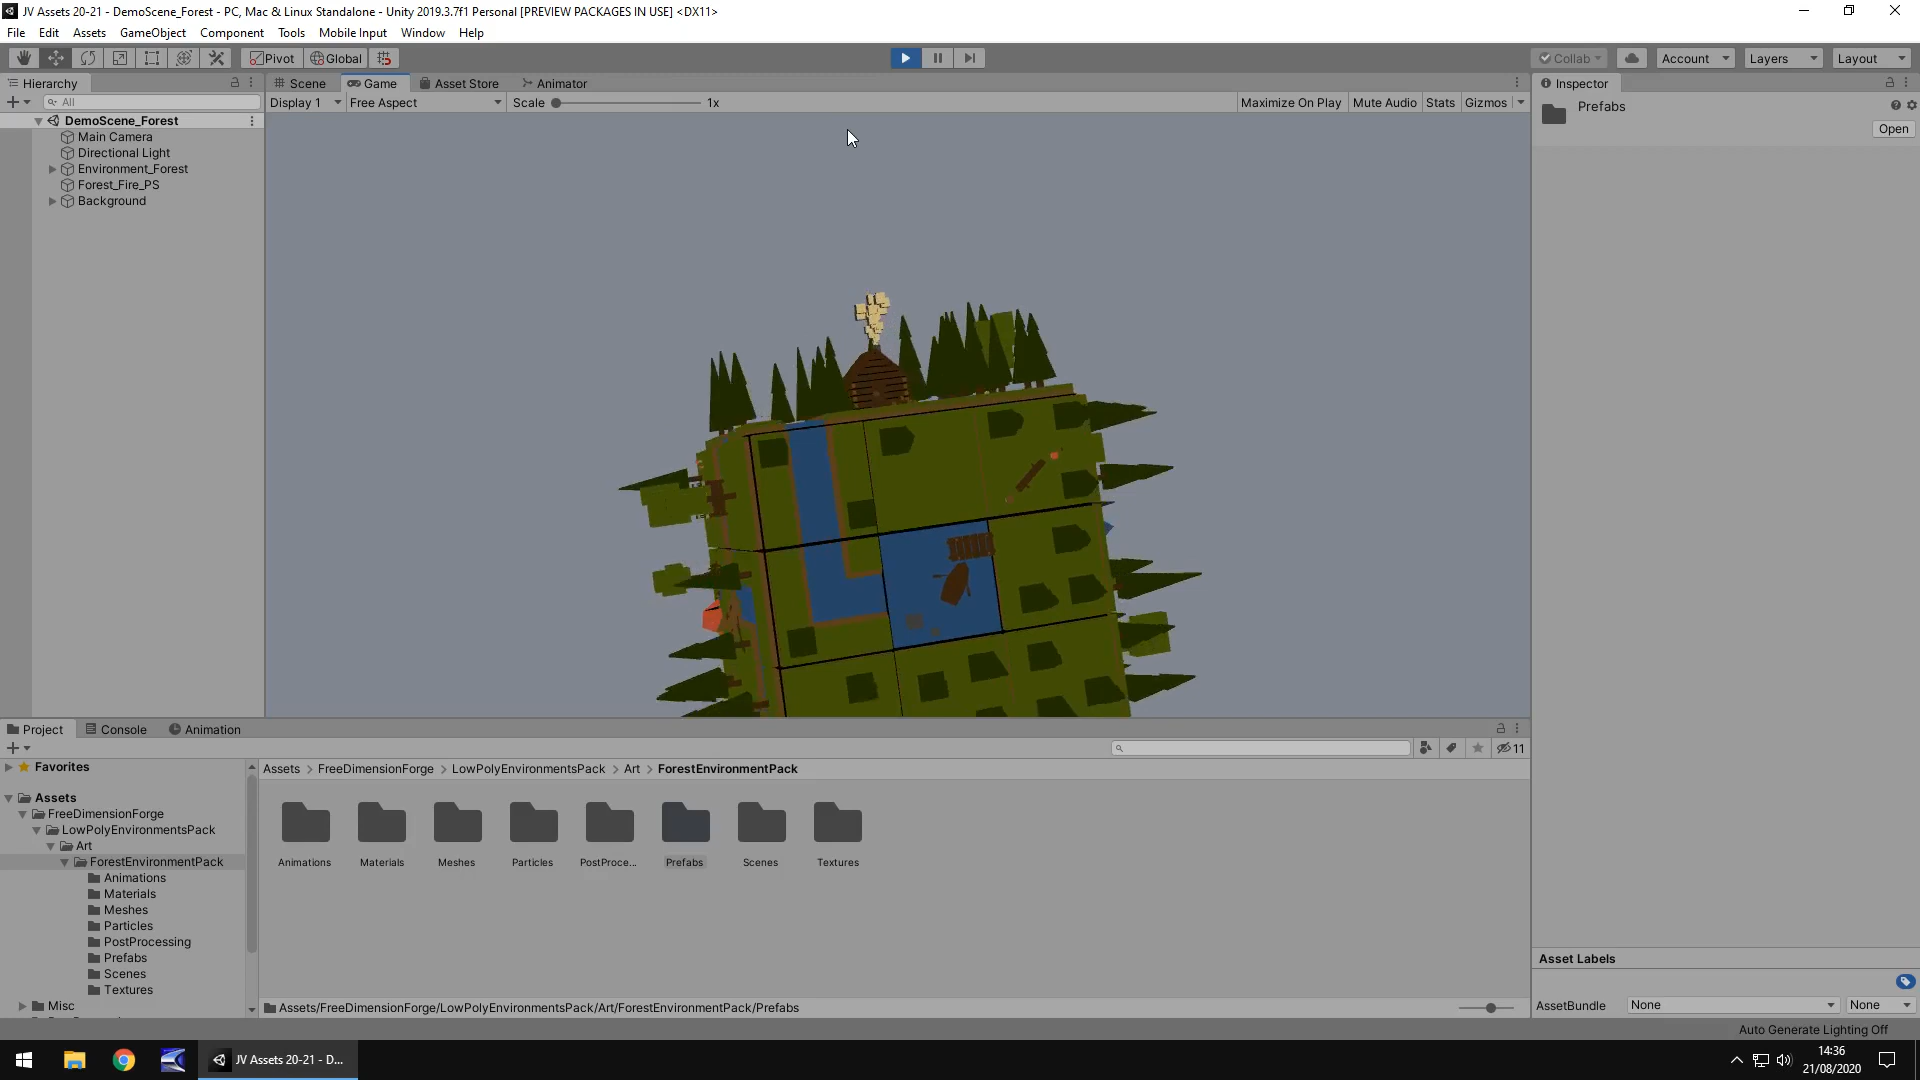 JV Assets 20-21 - DemoScene_Forest - PC, Mac & Linux Standalone - Unity 2019.3.7f1 Personal [PREVIEW PACKAGES IN USE] <DX11>
File Edit Assets GameObject Component Tools Mobile Input Window Help
Pivot Global Collab Account Layers Layout
Hierarchy Scene Game Asset Store Animator Inspector
All Display 1 Free Aspect Scale 1x Maximize On Play Mute Audio Stats Gizmos Prefabs
Open
DemoScene_Forest
Main Camera
Directional Light
Environment_Forest
Forest_Fire_PS
Background
Project Console Animation
11
Favorites
Assets > FreeDimensionForge > LowPolyEnvironmentsPack > Art > ForestEnvironmentPack
Assets
FreeDimensionForge
LowPolyEnvironmentsPack
Art
ForestEnvironmentPack
Animations
Materials
Meshes
Particles
PostProcessing
Prefabs
Scenes
Textures
Misc
Animations Materials Meshes Particles PostProce... Prefabs Scenes Textures
Assets/FreeDimensionForge/LowPolyEnvironmentsPack/Art/ForestEnvironmentPack/Prefabs
Asset Labels
AssetBundle None None
Auto Generate Lighting Off
JV Assets 20-21 - D...
14:36
21/08/2020